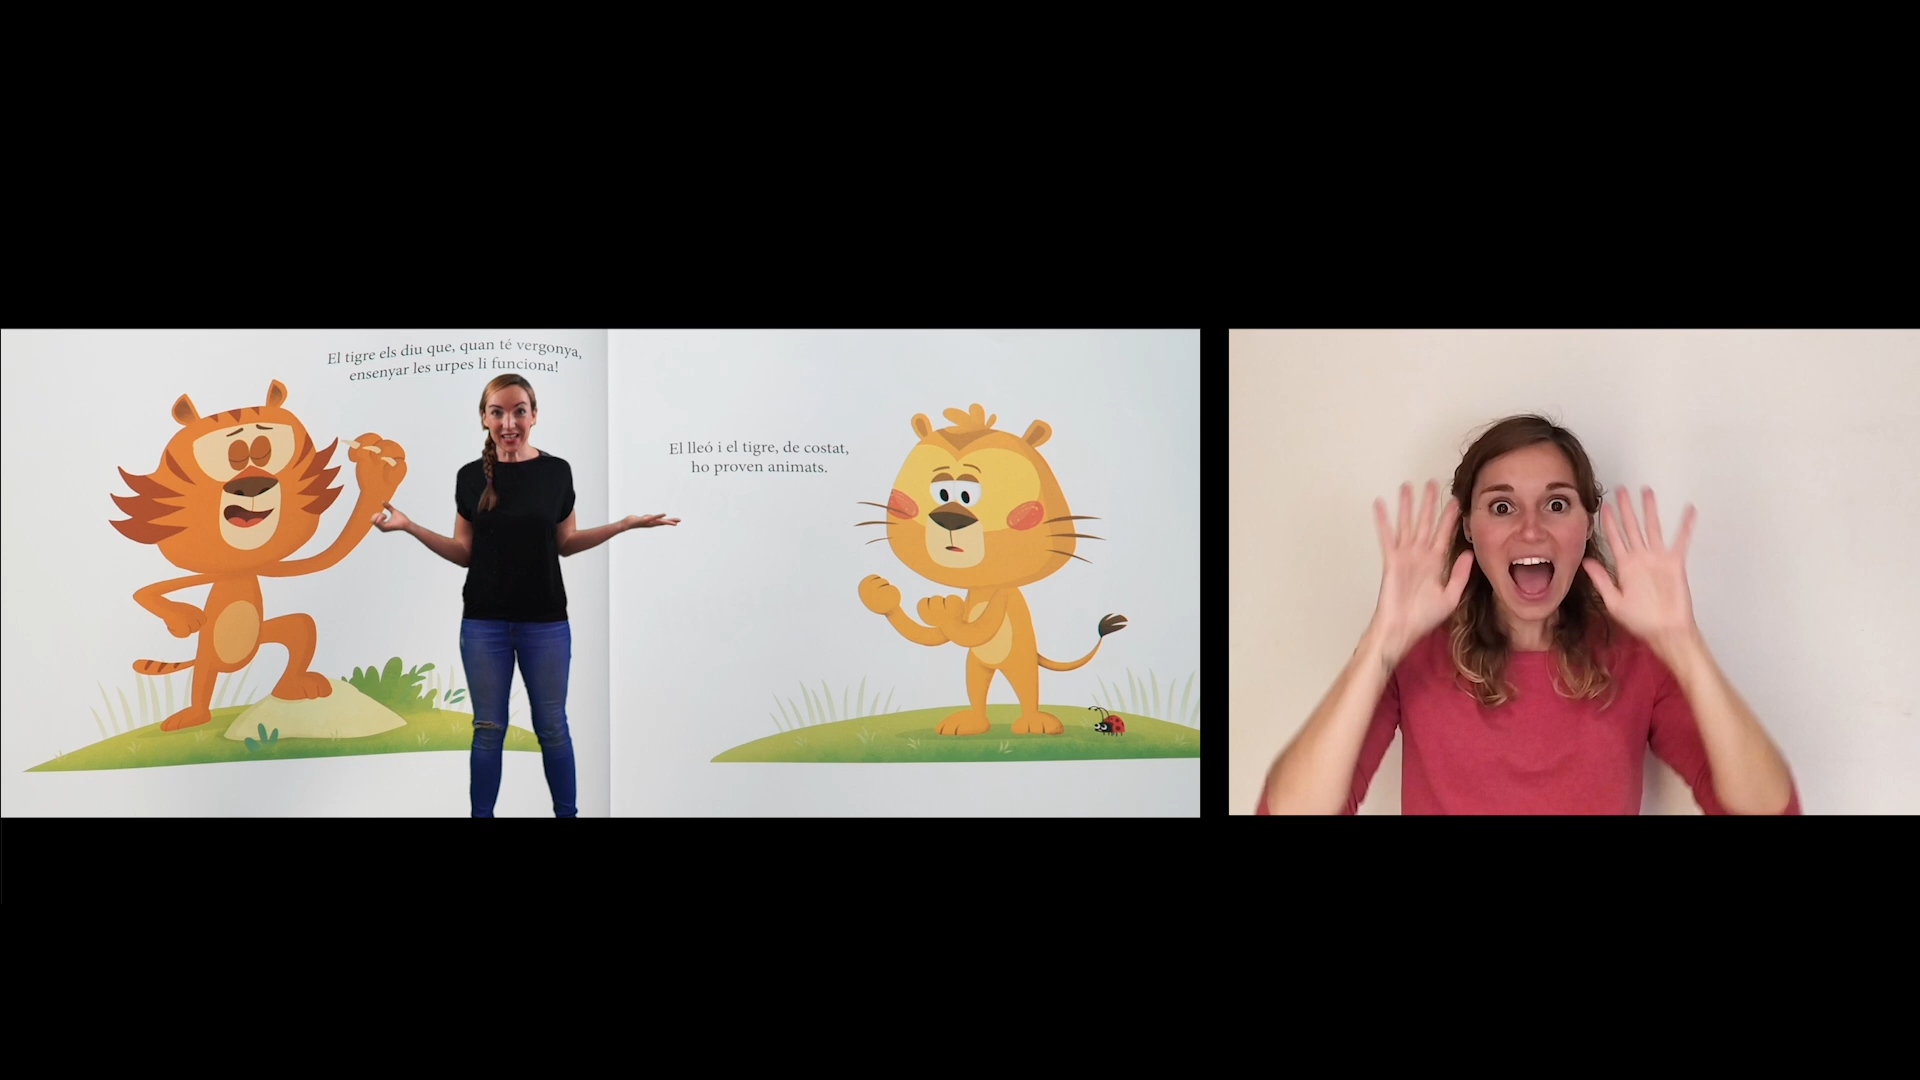 El tigre els diu que, quan té vergonya,
ensenyar les urpes li funciona!
El lleó i el tigre, de costat,
ho proven animats.